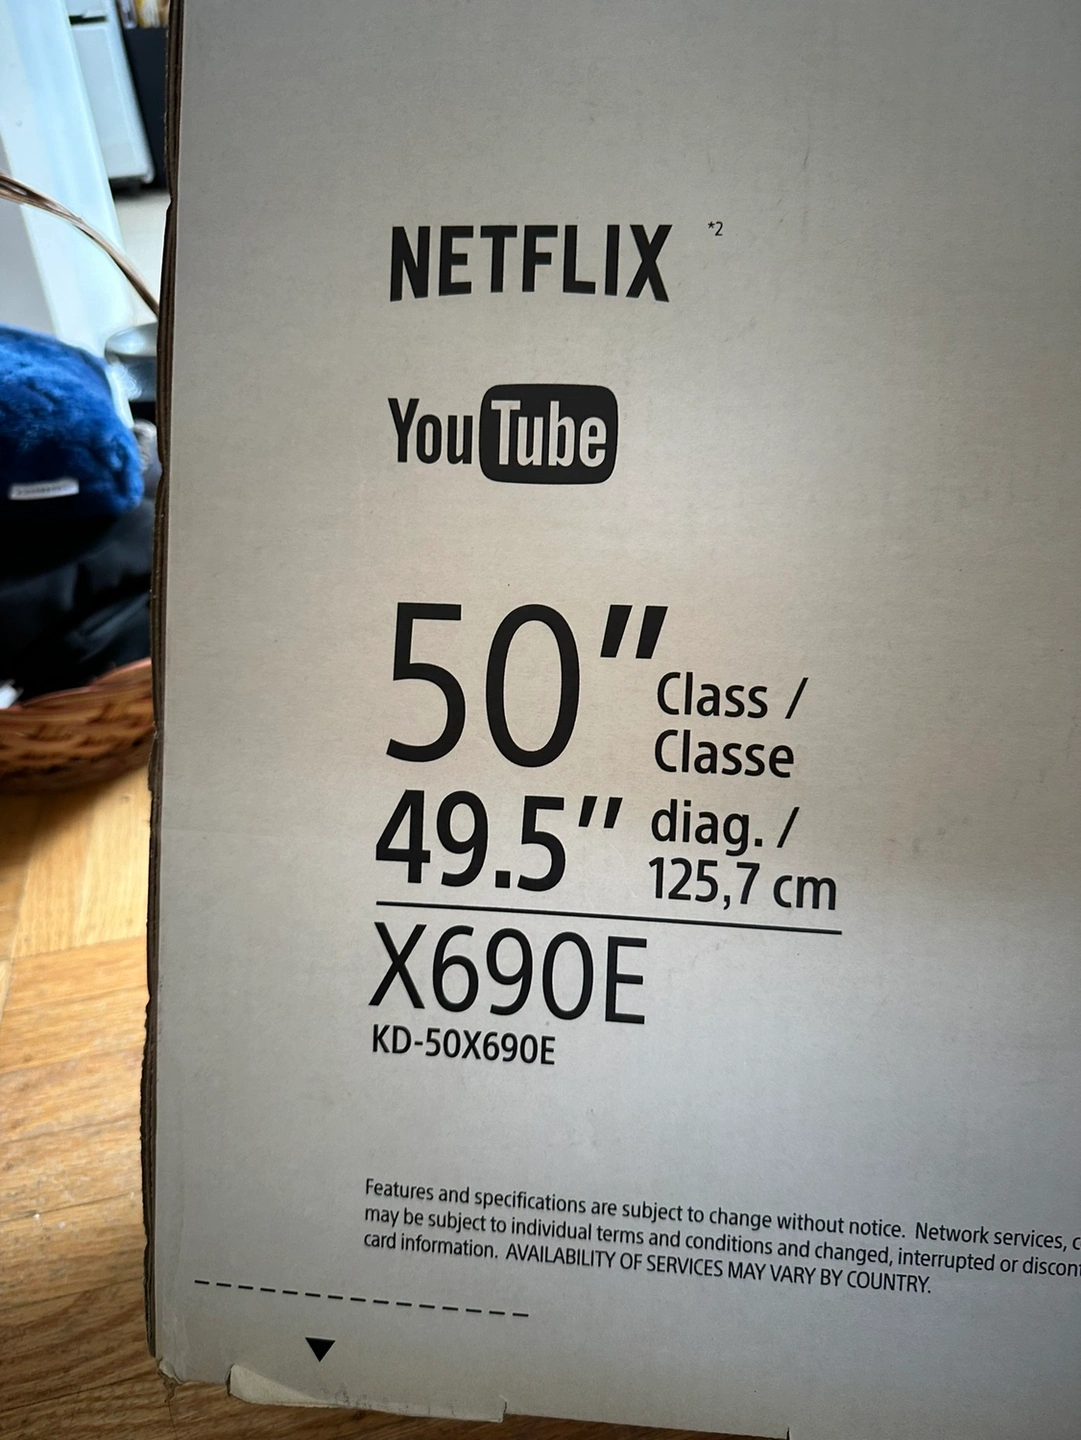 NETFLIX *2
YouTube
50" Class /
Classe
49.5" diag. /
125,7 cm
X690E
KD-50X690E
Features and specifications are subject to change without notice. Network services, c
may be subject to individual terms and conditions and changed, interrupted or discont
card information. AVAILABILITY OF SERVICES MAY VARY BY COUNTRY.